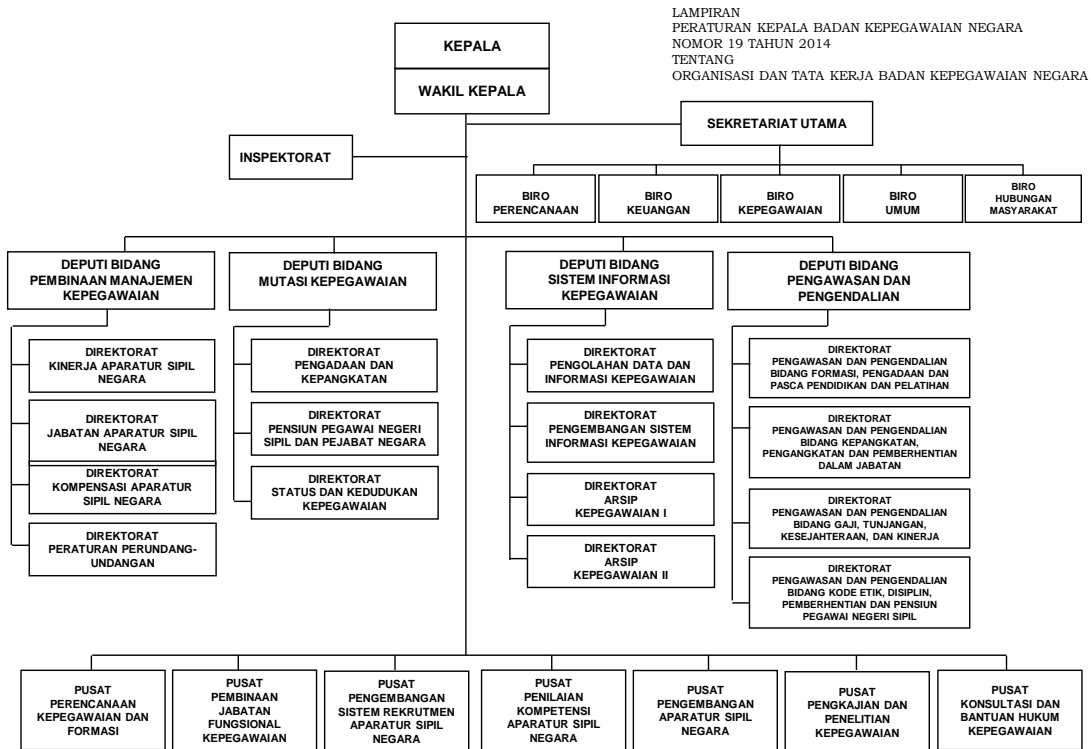 LAMPIRAN
PERATURAN KEPALA BADAN KEPEGAWAIAN NEGARA
NOMOR 19 TAHUN 2014
TENTANG
ORGANISASI DAN TATA KERJA BADAN KEPEGAWAIAN NEGARA
KEPALA
WAKIL KEPALA
SEKRETARIAT UTAMA
INSPEKTORAT
BIRO
PERENCANAAN
BIRO
KEUANGAN
BIRO
KEPEGAWAIAN
BIRO
UMUM
BIRO
HUBUNGAN
MASYARAKAT
DEPUTI BIDANG
PEMBINAAN MANAJEMEN
KEPEGAWAIAN
DIREKTORAT
KINERJA APARATUR SIPIL
NEGARA
DIREKTORAT
JABATAN APARATUR SIPIL
NEGARA
DIREKTORAT
KOMPENSASI APARATUR
SIPIL NEGARA
DIREKTORAT
PERATURAN PERUNDANG-
UNDANGAN
DEPUTI BIDANG
MUTASI KEPEGAWAIAN
DIREKTORAT
PENGADAAN DAN
KEPANGKATAN
DIREKTORAT
PENSIUN PEGAWAI NEGERI
SIPIL DAN PEJABAT NEGARA
DIREKTORAT
STATUS DAN KEDUDUKAN
KEPEGAWAIAN
DEPUTI BIDANG
SISTEM INFORMASI
KEPEGAWAIAN
DIREKTORAT
PENGOLAHAN DATA DAN
INFORMASI KEPEGAWAIAN
DIREKTORAT
PENGEMBANGAN SISTEM
INFORMASI KEPEGAWAIAN
DIREKTORAT
ARSIP
KEPEGAWAIAN I
DIREKTORAT
ARSIP
KEPEGAWAIAN II
DEPUTI BIDANG
PENGAWASAN DAN
PENGENDALIAN
DIREKTORAT
PENGAWASAN DAN PENGENDALIAN
BIDANG FORMASI, PENGADAAN DAN
PASCA PENDIDIKAN DAN PELATIHAN
DIREKTORAT
PENGAWASAN DAN PENGENDALIAN
BIDANG KEPANGKATAN,
PENGANGKATAN DAN PEMBERHENTIAN
DALAM JABATAN
DIREKTORAT
PENGAWASAN DAN PENGENDALIAN
BIDANG GAJI, TUNJANGAN,
KESEJAHTERAAN, DAN KINERJA
DIREKTORAT
PENGAWASAN DAN PENGENDALIAN
BIDANG KODE ETIK, DISIPLIN,
PEMBERHENTIAN DAN PENSIUN
PEGAWAI NEGERI SIPIL
PUSAT
PERENCANAAN
KEPEGAWAIAN DAN
FORMASI
PUSAT
PEMBINAAN
JABATAN
FUNGSIONAL
KEPEGAWAIAN
PUSAT
PENGEMBANGAN
SISTEM REKRUTMEN
APARATUR SIPIL
NEGARA
PUSAT
PENILAIAN
KOMPETENSI
APARATUR SIPIL
NEGARA
PUSAT
PENGEMBANGAN
APARATUR SIPIL
NEGARA
PUSAT
PENGKAJIAN DAN
PENELITIAN
KEPEGAWAIAN
PUSAT
KONSULTASI DAN
BANTUAN HUKUM
KEPEGAWAIAN